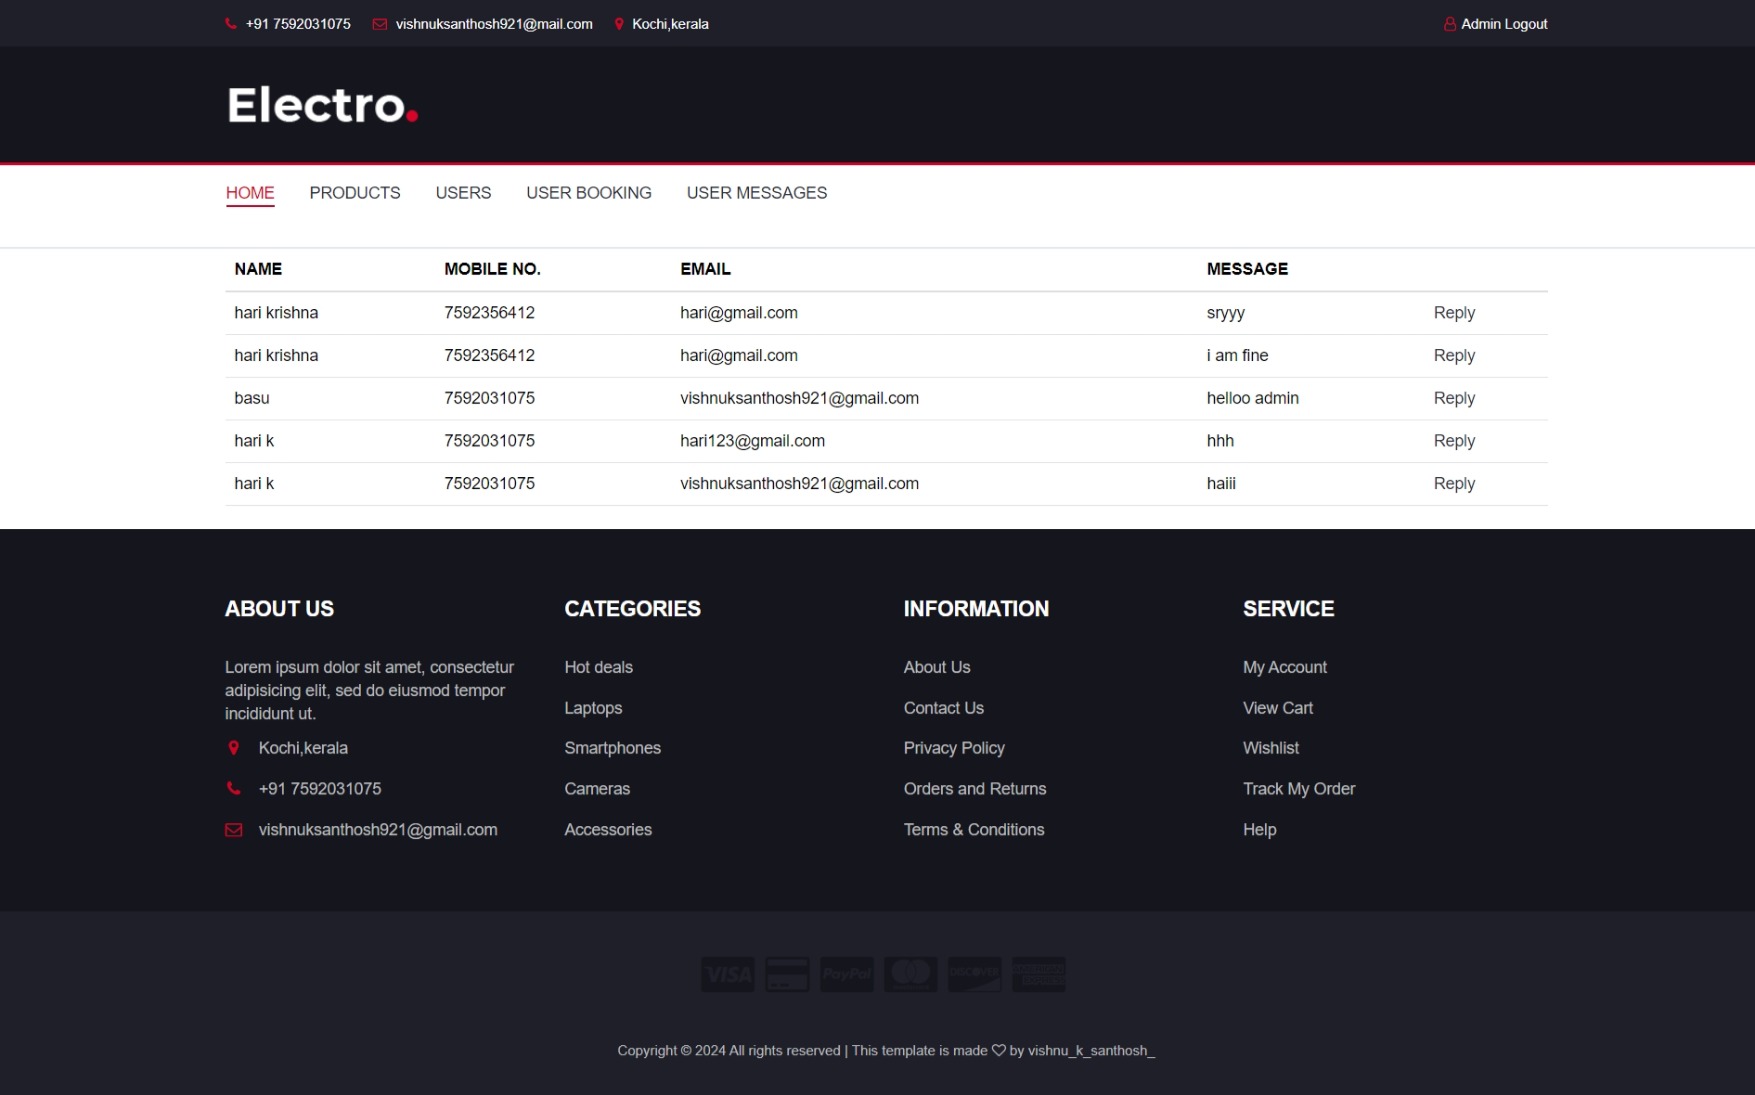 +91 7592031075 vishnuksanthosh921@mail.com Kochi,kerala Admin Logout
Electro.
HOME PRODUCTS USERS USER BOOKING USER MESSAGES
NAME MOBILE NO. EMAIL MESSAGE
hari krishna 7592356412 hari@gmail.com sryyy Reply
hari krishna 7592356412 hari@gmail.com i am fine Reply
basu 7592031075 vishnuksanthosh921@gmail.com helloo admin Reply
hari k 7592031075 hari123@gmail.com hhh Reply
hari k 7592031075 vishnuksanthosh921@gmail.com haiii Reply
ABOUT US CATEGORIES INFORMATION SERVICE
Lorem ipsum dolor sit amet, consectetur Hot deals About Us My Account
adipisicing elit, sed do eiusmod tempor
incididunt ut. Laptops Contact Us View Cart
Kochi,kerala Smartphones Privacy Policy Wishlist
+91 7592031075 Cameras Orders and Returns Track My Order
vishnuksanthosh921@gmail.com Accessories Terms & Conditions Help
VISA PayPal DISCOVER
Copyright © 2024 All rights reserved | This template is made ♡ by vishnu_k_santhosh_